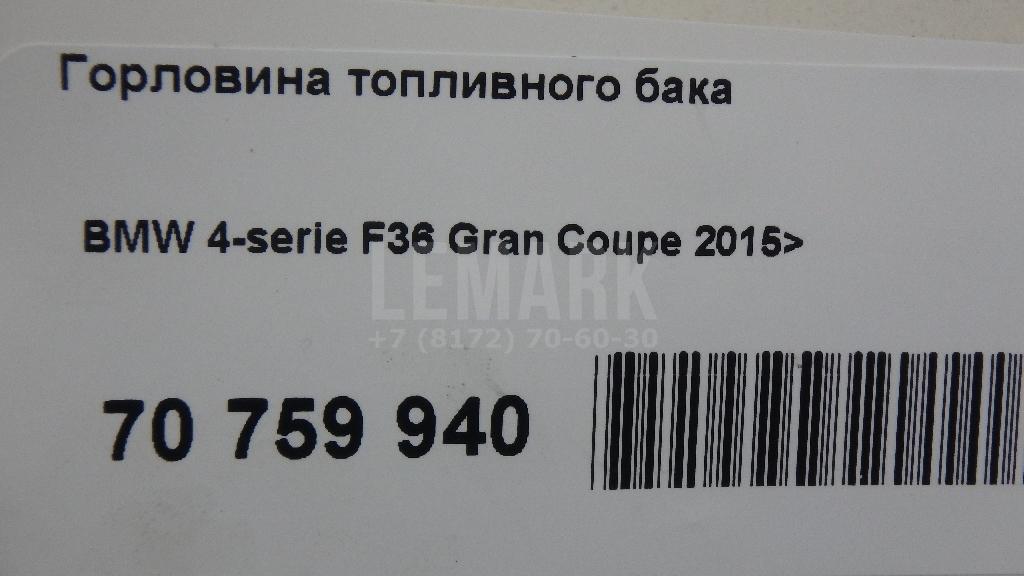 Горловина топливного бака
BMW 4-serie F36 Gran Coupe 2015>
LEMARK
+7 (8172) 70-60-30
70 759 940